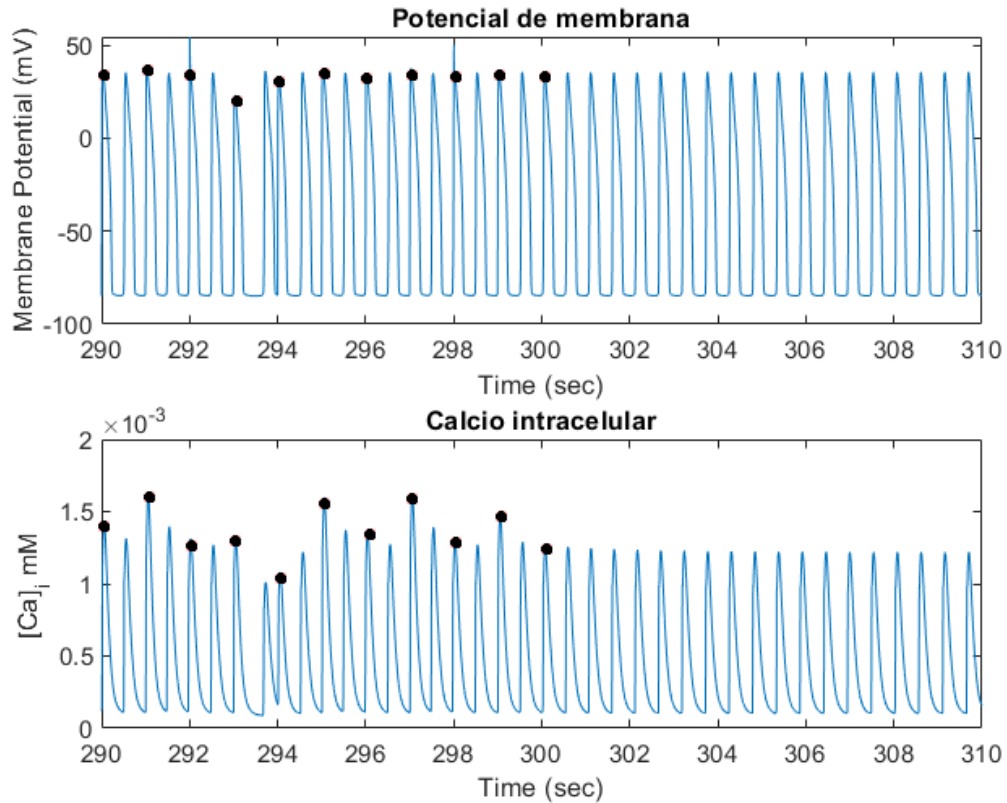 Potencial de membrana
Membrane Potential (mV)
50
0
-50
-100
290 292 294 296 298 300 302 304 306 308 310
Time (sec)
×10⁻³
Calcio intracelular
[Ca]ᵢ mM
2
1.5
1
0.5
0
290 292 294 296 298 300 302 304 306 308 310
Time (sec)